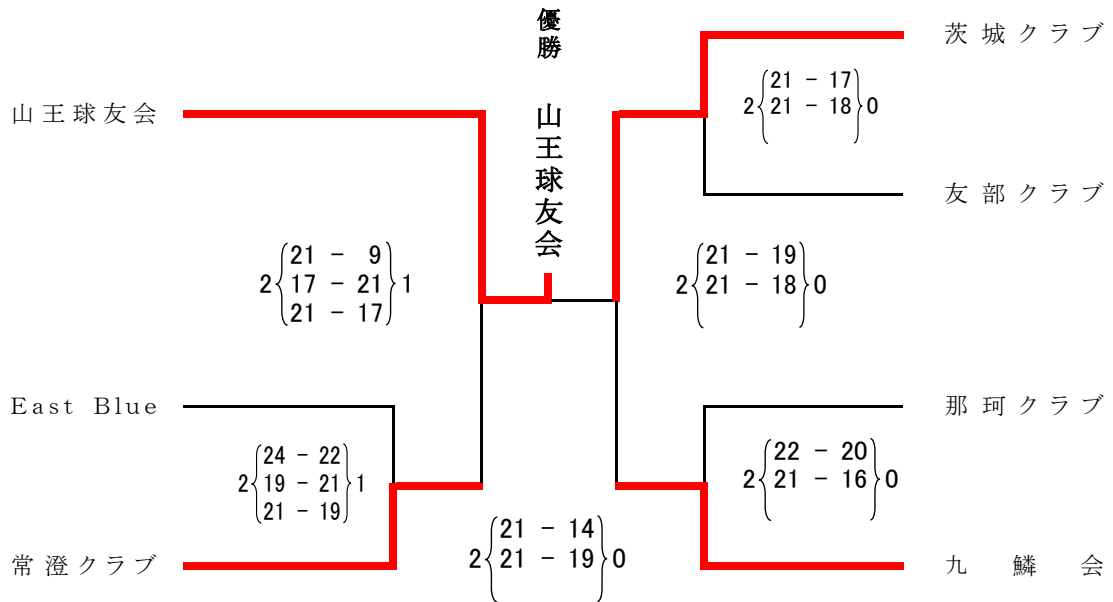 優勝 山王球友会
茨城クラブ
2{21 - 17
21 - 18}0
山王球友会
友部クラブ
2{21 - 9
17 - 21
21 - 17}1
2{21 - 19
21 - 18}0
East Blue
那珂クラブ
2{24 - 22
19 - 21
21 - 19}1
2{22 - 20
21 - 16}0
2{21 - 14
21 - 19}0
常澄クラブ
九鱗会